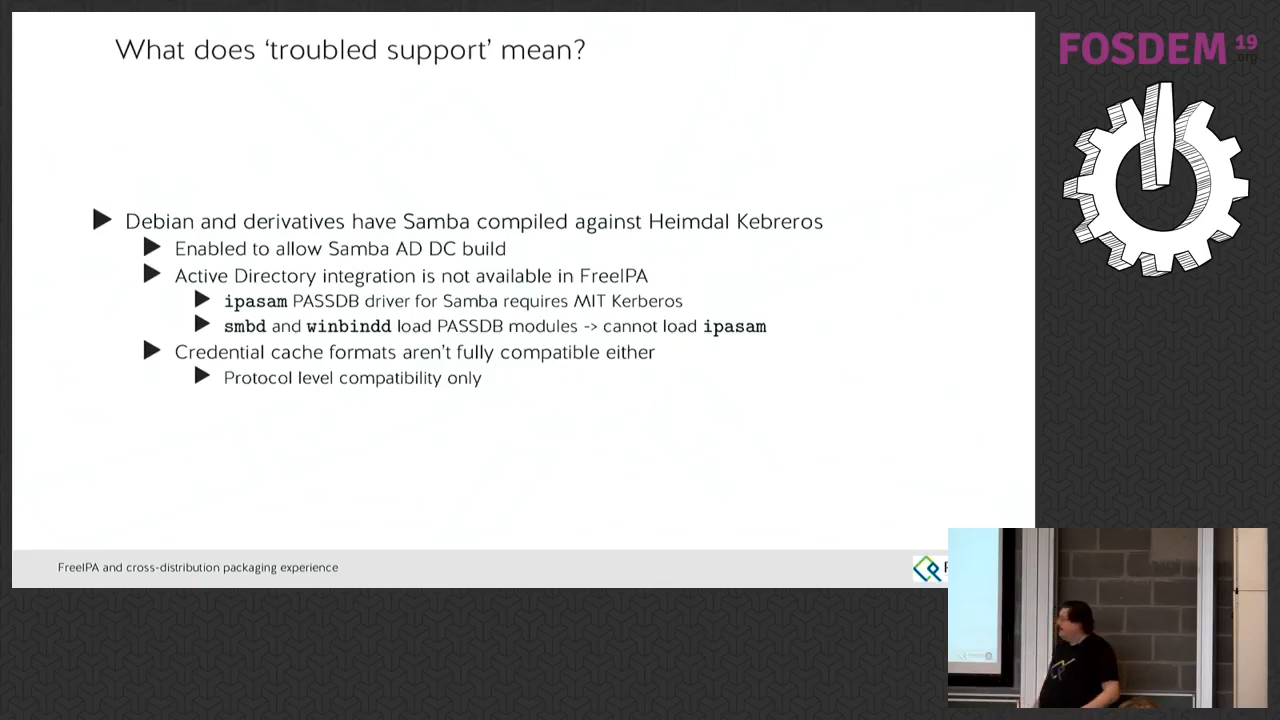 What does ‘troubled support’ mean?
FOSDEM 19
.org
Debian and derivatives have Samba compiled against Heimdal Kebreros
Enabled to allow Samba AD DC build
Active Directory integration is not available in FreeIPA
ipasam PASSDB driver for Samba requires MIT Kerberos
smbd and winbindd load PASSDB modules -> cannot load ipasam
Credential cache formats aren’t fully compatible either
Protocol level compatibility only
FreeIPA and cross-distribution packaging experience